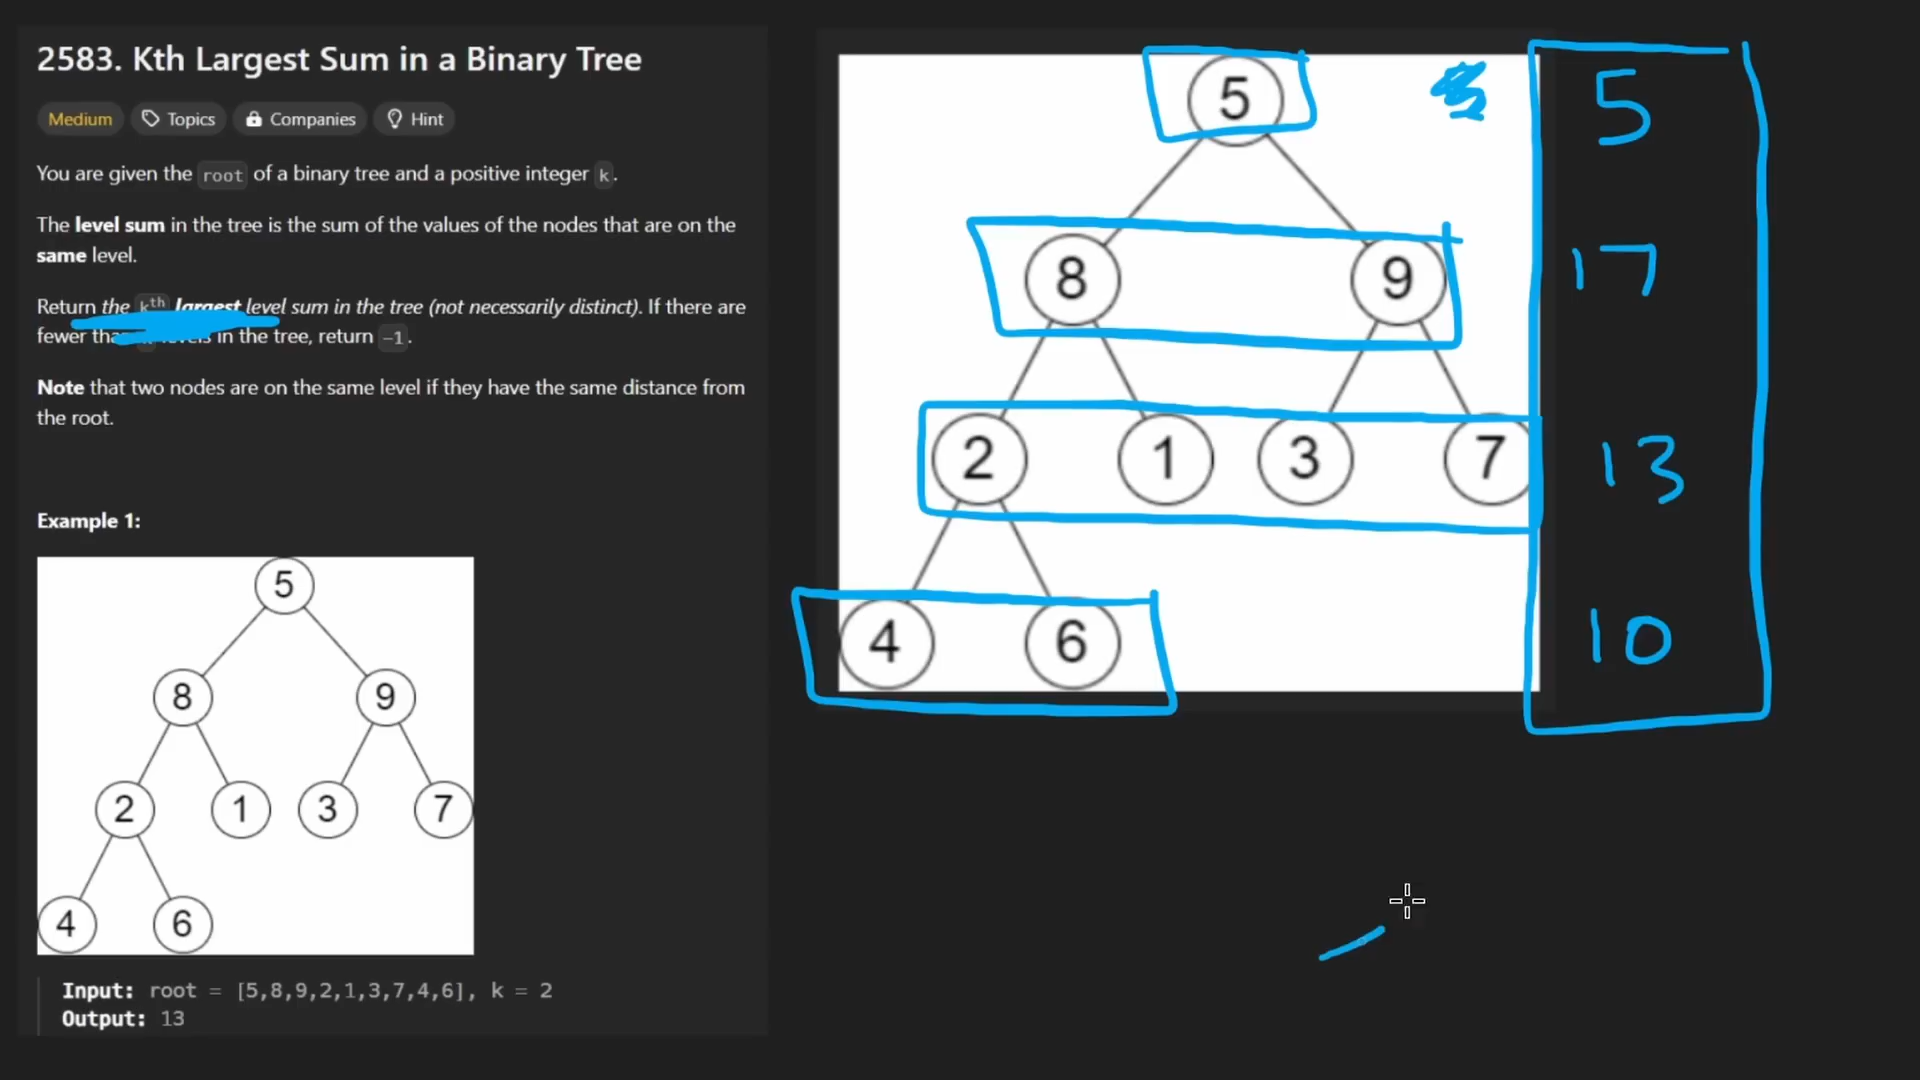 2583. Kth Largest Sum in a Binary Tree
Medium Topics Companies Hint
You are given the root of a binary tree and a positive integer k.
The level sum in the tree is the sum of the values of the nodes that are on the
same level.
Return the kth largest level sum in the tree (not necessarily distinct). If there are
fewer than levels in the tree, return -1.
Note that two nodes are on the same level if they have the same distance from
the root.
Example 1:
5
8 9
2 1 3 7
4 6
Input: root = [5,8,9,2,1,3,7,4,6], k = 2
Output: 13
5
8 9
2 1 3 7
4 6
5
17
13
10